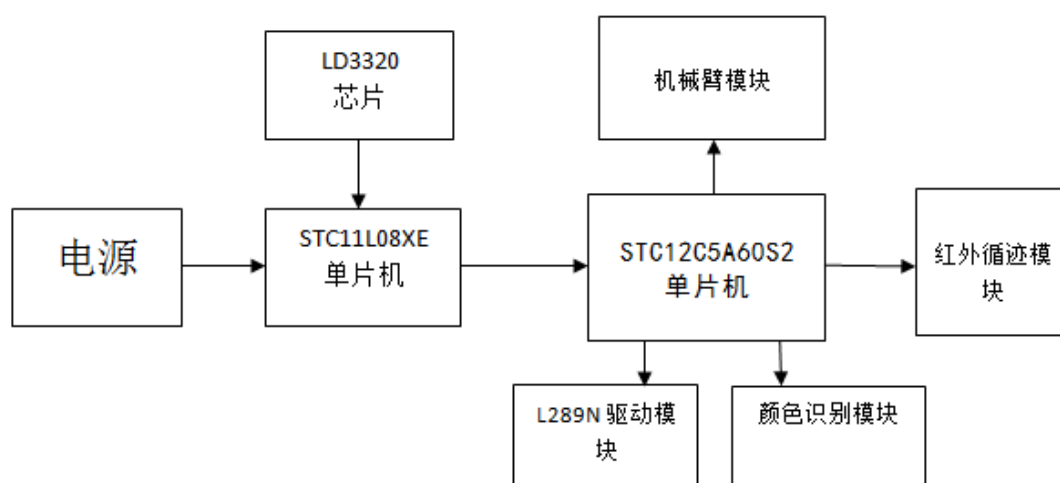 LD3320
芯片
机械臂模块
电源
STC11L08XE
单片机
STC12C5A60S2
单片机
红外循迹模
块
L289N 驱动模
块
颜色识别模块